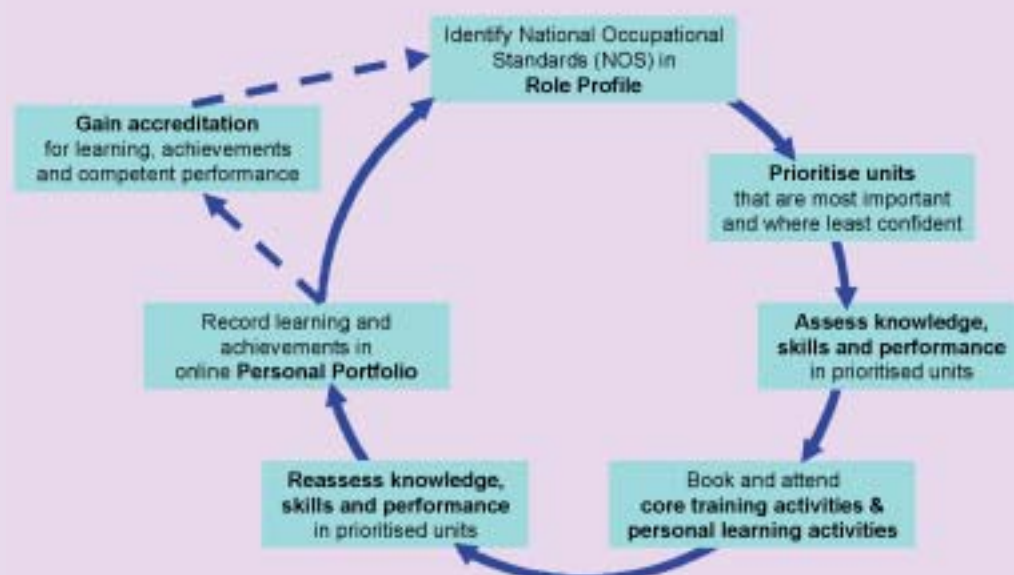 Identify National Occupational
Standards (NOS) in
Role Profile
Prioritise units
that are most important
and where least confident
Assess knowledge,
skills and performance
in prioritised units
Book and attend
core training activities &
personal learning activities
Reassess knowledge,
skills and performance
in prioritised units
Record learning and
achievements in
online Personal Portfolio
Gain accreditation
for learning, achievements
and competent performance